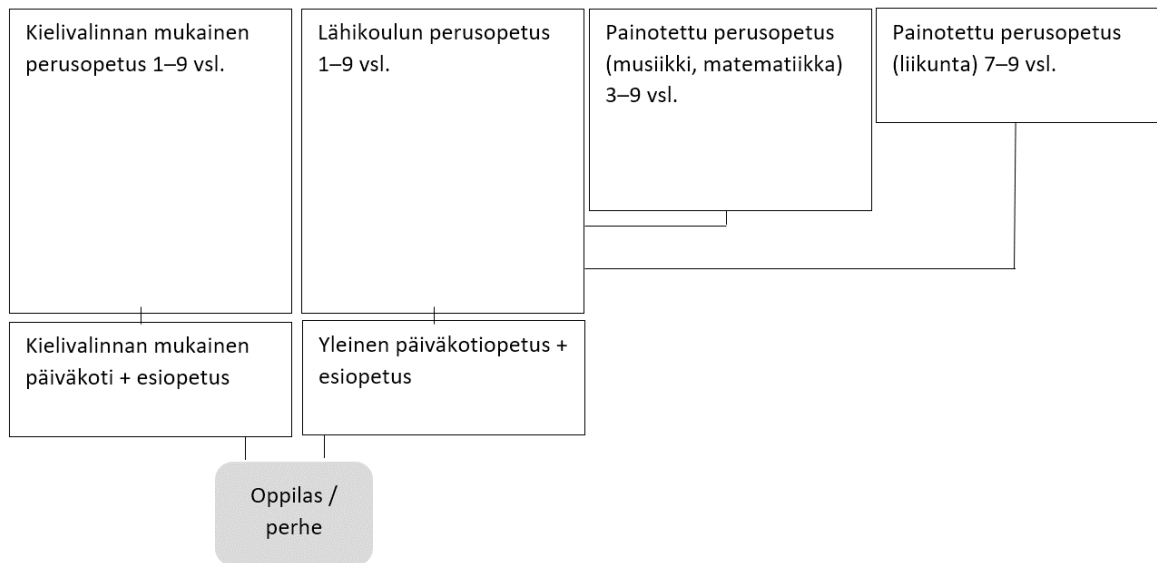 Kielivalinnan mukainen
perusopetus 1–9 vsl.
Lähikoulun perusopetus
1–9 vsl.
Painotettu perusopetus
(musiikki, matematiikka)
3–9 vsl.
Painotettu perusopetus
(liikunta) 7–9 vsl.
Kielivalinnan mukainen
päiväkoti + esiopetus
Yleinen päiväkotiopetus +
esiopetus
Oppilas /
perhe